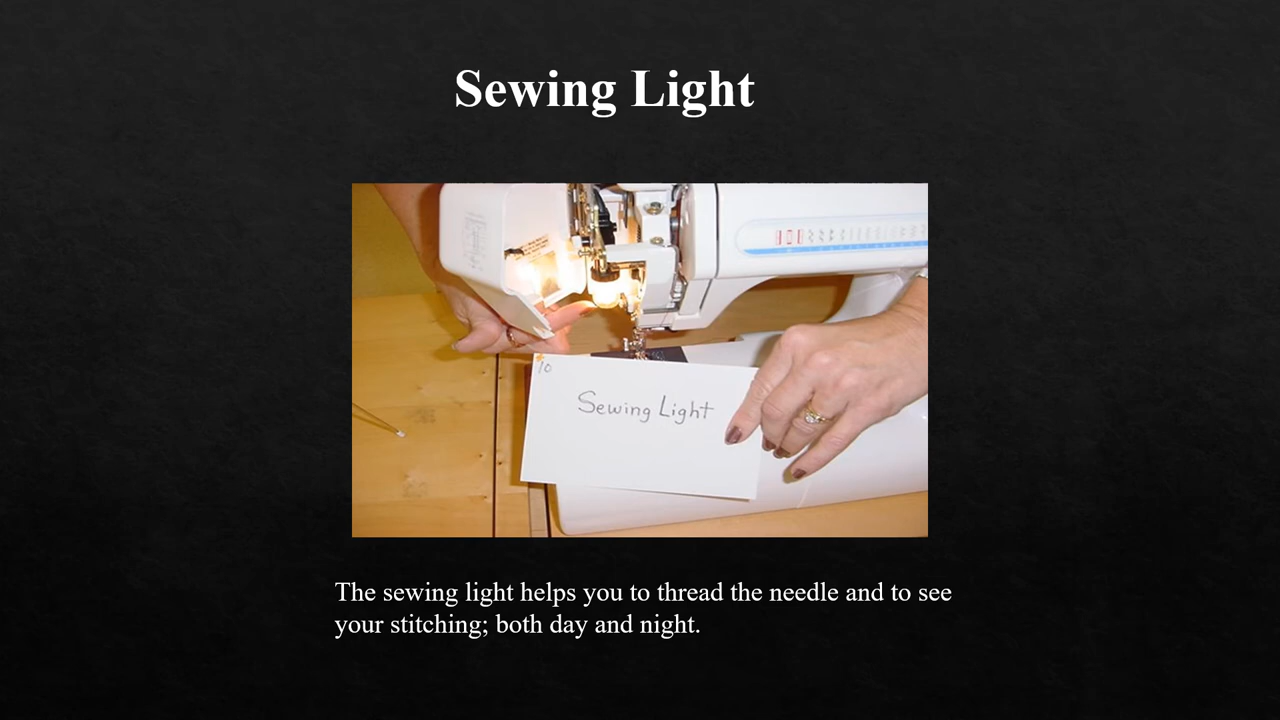 Sewing Light
10
Sewing Light
The sewing light helps you to thread the needle and to see
your stitching; both day and night.